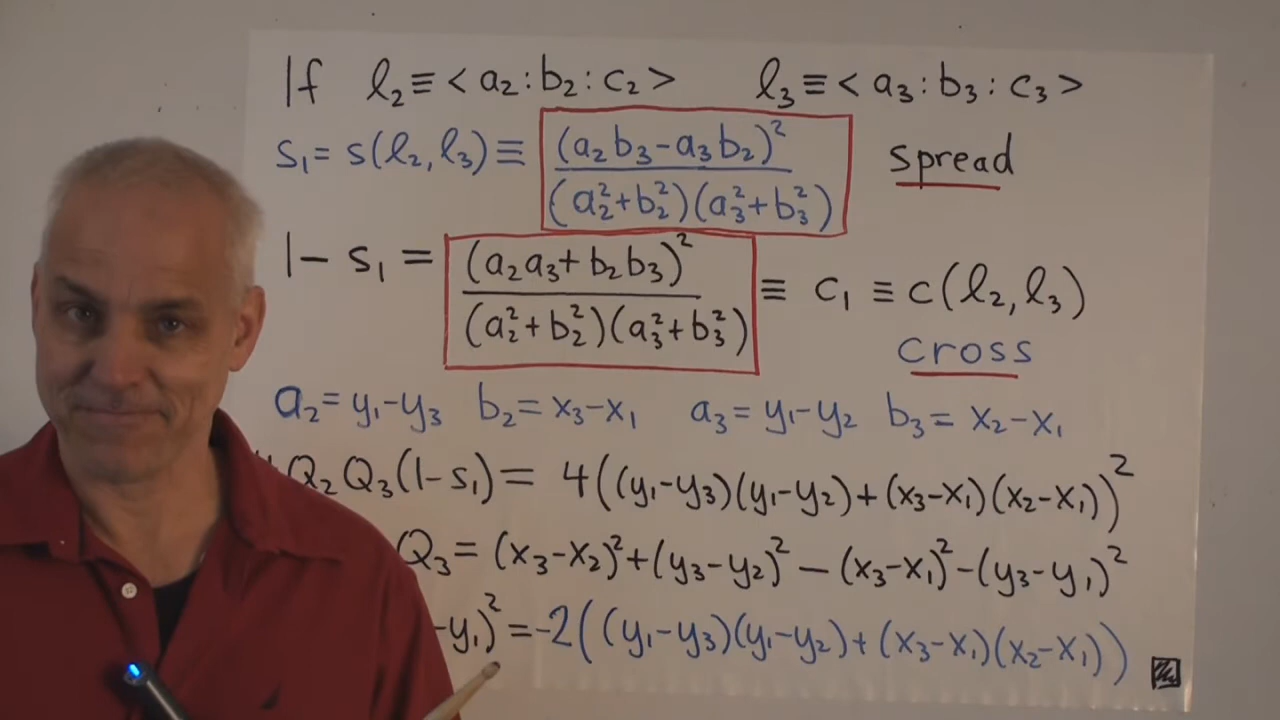 If l₂ ≡ < a₂ : b₂ : c₂ > l₃ ≡ < a₃ : b₃ : c₃ >
s₁ = s(l₂, l₃) ≡ (a₂b₃ - a₃b₂)² / (a₂² + b₂²)(a₃² + b₃²) spread
1 - s₁ = (a₂a₃ + b₂b₃)² / (a₂² + b₂²)(a₃² + b₃²) ≡ c₁ ≡ c(l₂, l₃)
cross
a₂ = y₁ - y₃ b₂ = x₃ - x₁ a₃ = y₁ - y₂ b₃ = x₂ - x₁
Q₂Q₃(1 - s₁) = 4((y₁ - y₃)(y₁ - y₂) + (x₃ - x₁)(x₂ - x₁))²
Q₃ = (x₃ - x₂)² + (y₃ - y₂)² - (x₃ - x₁)² - (y₃ - y₁)²
- y₁)² = -2((y₁ - y₃)(y₁ - y₂) + (x₃ - x₁)(x₂ - x₁))